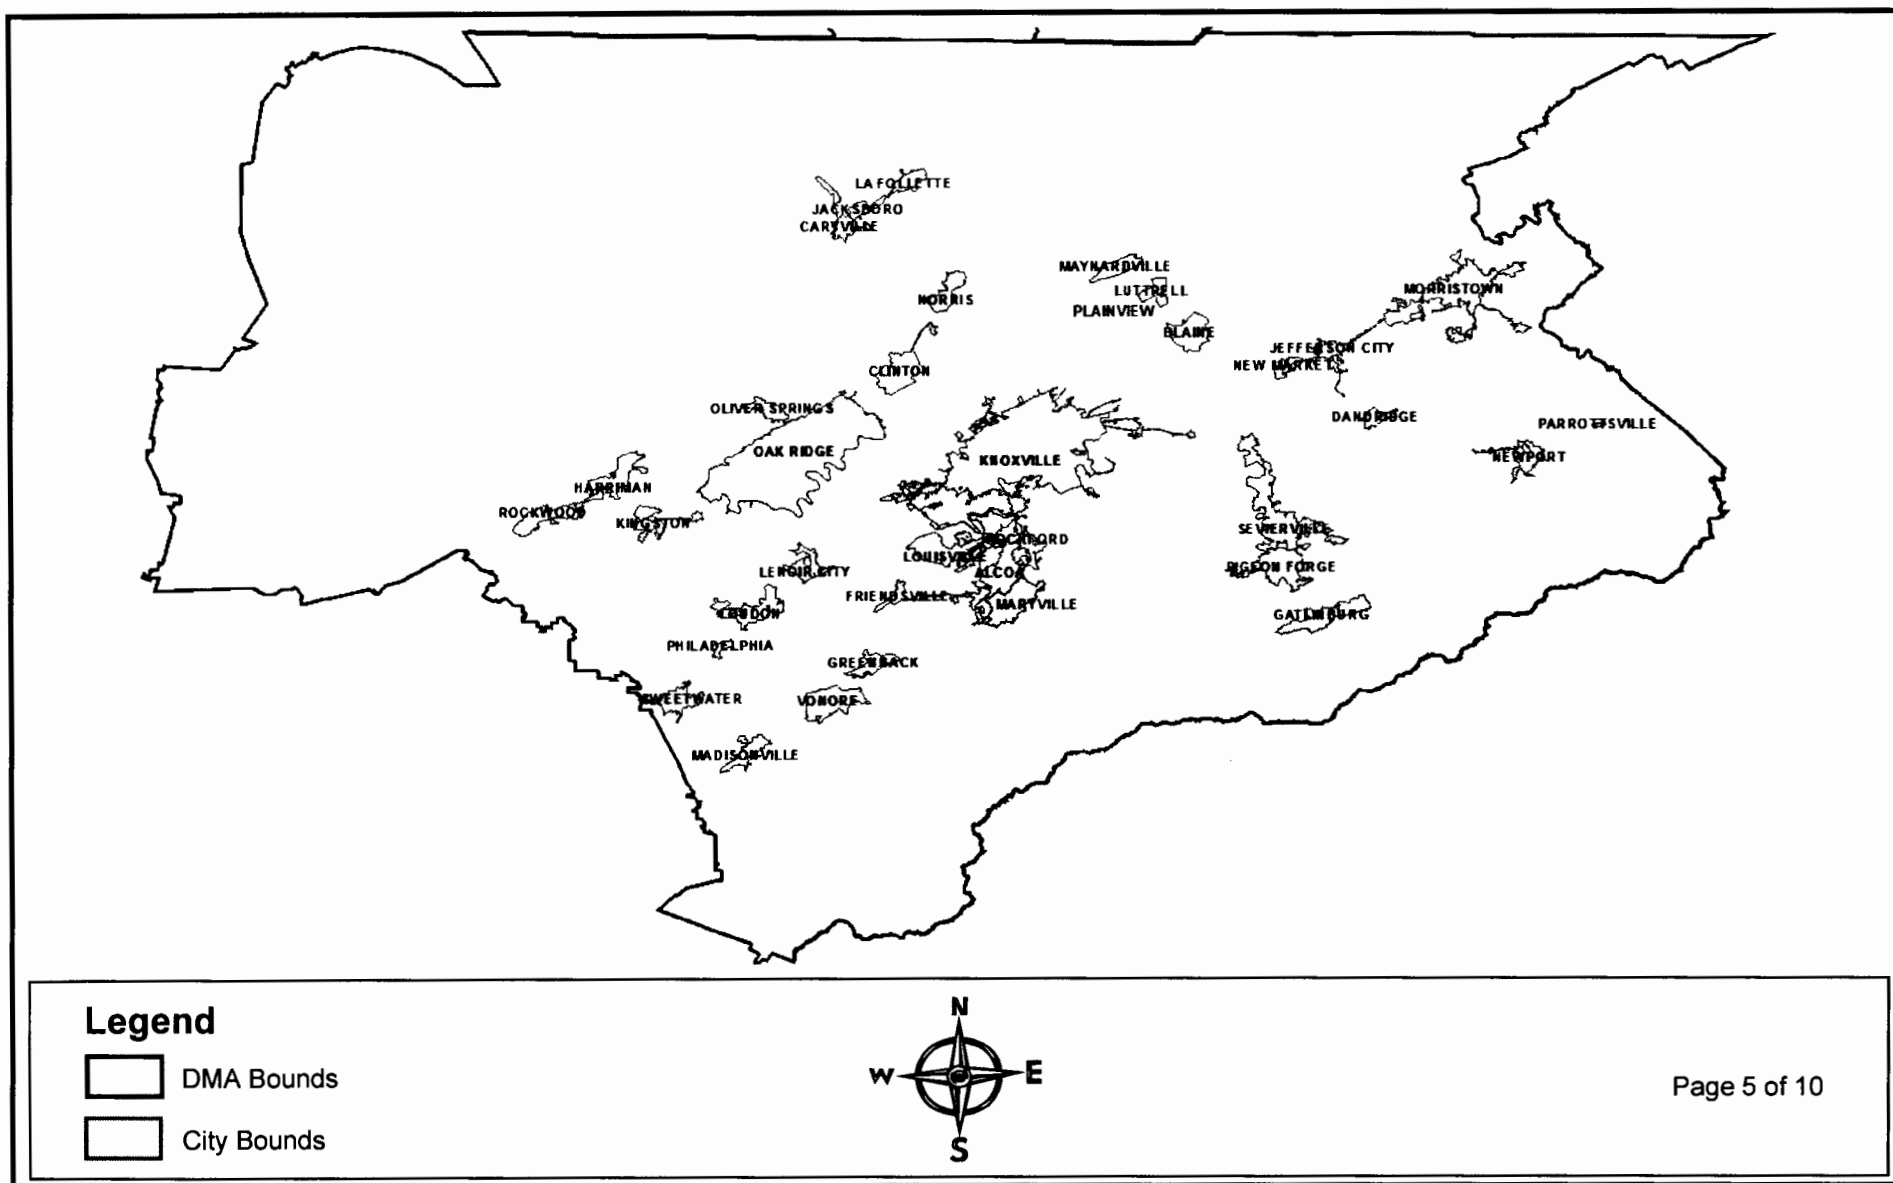 LA FOLLETTE
JACKSBORO
CARYVILLE
MAYNARDVILLE
LUTTRELL
PLAINVIEW
NORRIS
MORRISTOWN
BLAINE
JEFFERSON CITY
NEW MARKET
CLINTON
OLIVER SPRINGS
DANDRIDGE
PARROTTSVILLE
OAK RIDGE
KNOXVILLE
NEWPORT
HARRIMAN
ROCKWOOD
KINGSTON
SEVIERVILLE
ROCKFORD
LOUISVILLE
LENOIR CITY
ALCOA
PIGEON FORGE
FRIENDSVILLE
MARYVILLE
LOUDON
GATLINBURG
PHILADELPHIA
GREENBACK
SWEETWATER
VONORE
MADISONVILLE
Legend
DMA Bounds
City Bounds
N
W
E
S
Page 5 of 10